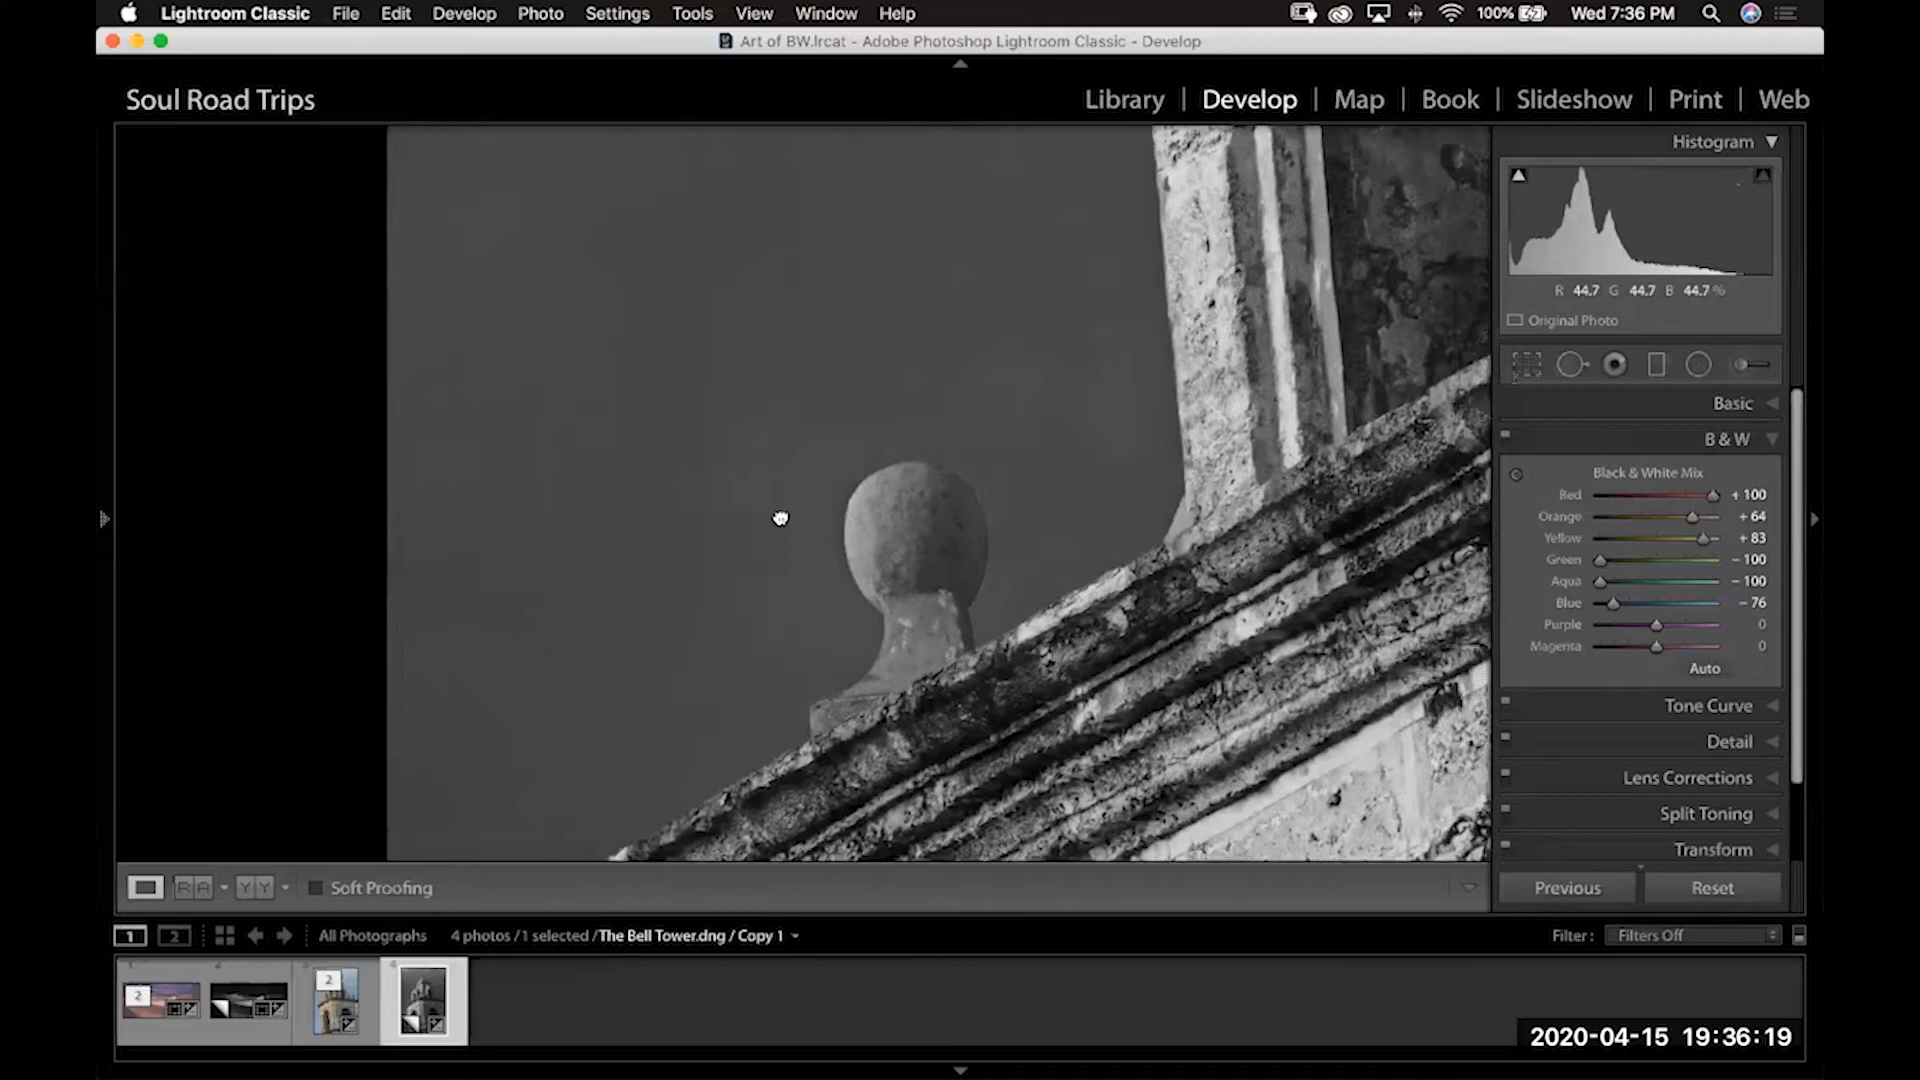 Lightroom Classic File Edit Develop Photo Settings Tools View Window Help 100% Wed 7:36 PM
Art of BW.lrcat - Adobe Photoshop Lightroom Classic - Develop
Soul Road Trips Library | Develop | Map | Book | Slideshow | Print | Web
Histogram
R 44.7 G 44.7 B 44.7 %
Original Photo
Basic
B & W
Black & White Mix
Red + 100
Orange + 64
Yellow + 83
Green - 100
Aqua - 100
Blue - 76
Purple 0
Magenta 0
Auto
Tone Curve
Detail
Lens Corrections
Split Toning
Transform
R A Y Y Soft Proofing Previous Reset
1 2 All Photographs 4 photos / 1 selected / The Bell Tower.dng / Copy 1 Filter : Filters Off
2 2
2020-04-15 19:36:19